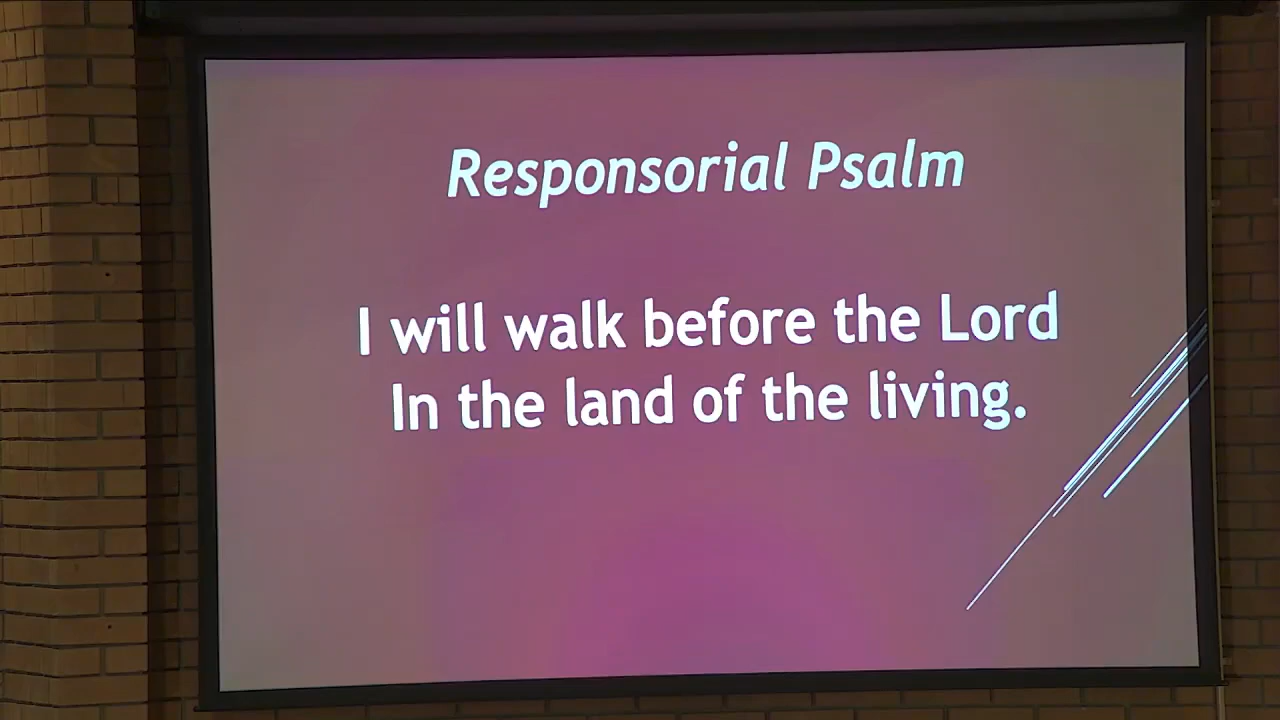 Responsorial Psalm
I will walk before the Lord
In the land of the living.